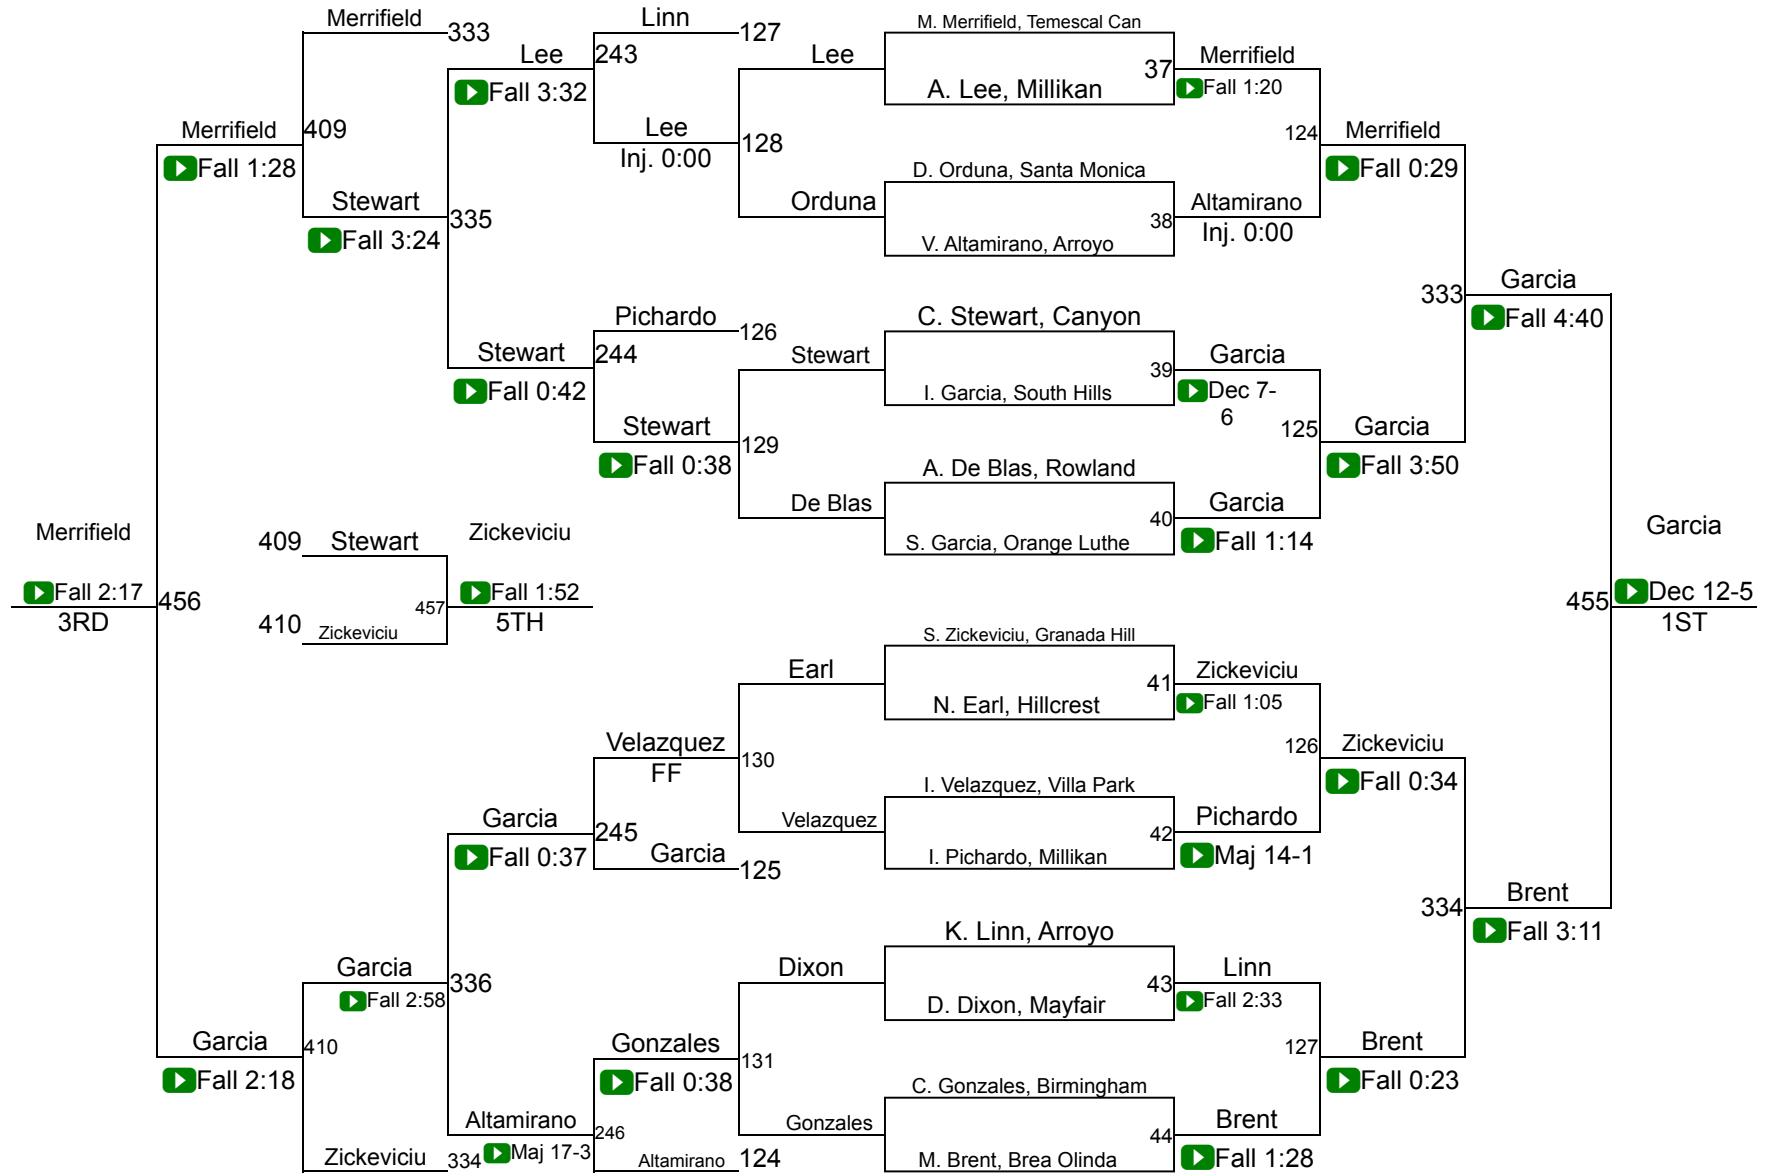 Merrifield
333
Linn
127
M. Merrifield, Temescal Can
Lee
243
Lee
37
Merrifield
Fall 3:32
A. Lee, Millikan
Fall 1:20
Merrifield
409
Lee
128
124
Merrifield
Fall 1:28
Inj. 0:00
D. Orduna, Santa Monica
Fall 0:29
Stewart
335
Orduna
38
Altamirano
Fall 3:24
V. Altamirano, Arroyo
Inj. 0:00
333
Garcia
Pichardo
126
C. Stewart, Canyon
Fall 4:40
Stewart
244
Stewart
39
Garcia
Fall 0:42
I. Garcia, South Hills
Dec 7-
6
Stewart
129
125
Garcia
Fall 0:38
A. De Blas, Rowland
Fall 3:50
De Blas
40
Garcia
Merrifield
409
Stewart
Zickeviciu
S. Garcia, Orange Luthe
Fall 1:14
Garcia
Fall 2:17
456
457
Fall 1:52
455
Dec 12-5
3RD
410
Zickeviciu
5TH
1ST
S. Zickeviciu, Granada Hill
Earl
41
Zickeviciu
N. Earl, Hillcrest
Fall 1:05
Velazquez
130
126
Zickeviciu
FF
I. Velazquez, Villa Park
Fall 0:34
Garcia
245
Velazquez
42
Pichardo
Fall 0:37
Garcia
125
I. Pichardo, Millikan
Maj 14-1
334
Brent
K. Linn, Arroyo
Fall 3:11
Garcia
336
Dixon
43
Linn
Fall 2:58
D. Dixon, Mayfair
Fall 2:33
Garcia
410
Gonzales
131
127
Brent
Fall 2:18
Fall 0:38
C. Gonzales, Birmingham
Fall 0:23
Altamirano
246
Gonzales
44
Brent
Zickeviciu
334
Maj 17-3
Altamirano
124
M. Brent, Brea Olinda
Fall 1:28